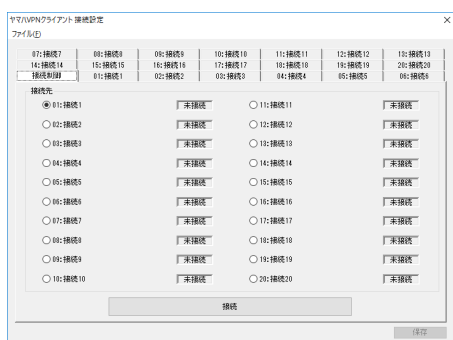 ヤマハVPNクライアント 接続設定
ファイル(F)
07:接続7 08:接続8 09:接続9 10:接続10 11:接続11 12:接続12 13:接続13
14:接続14 15:接続15 16:接続16 17:接続17 18:接続18 19:接続19 20:接続20
接続制御 01:接続1 02:接続2 03:接続3 04:接続4 05:接続5 06:接続6
接続先
01:接続1 未接続 11:接続11 未接続
02:接続2 未接続 12:接続12 未接続
03:接続3 未接続 13:接続13 未接続
04:接続4 未接続 14:接続14 未接続
05:接続5 未接続 15:接続15 未接続
06:接続6 未接続 16:接続16 未接続
07:接続7 未接続 17:接続17 未接続
08:接続8 未接続 18:接続18 未接続
09:接続9 未接続 19:接続19 未接続
10:接続10 未接続 20:接続20 未接続
接続
保存